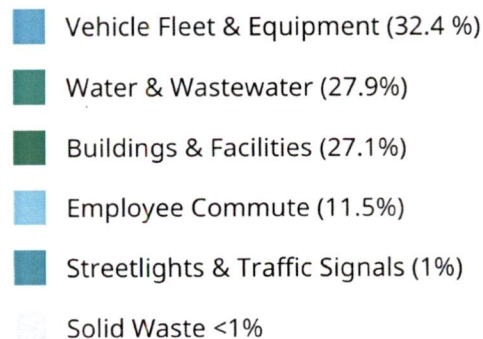 Vehicle Fleet & Equipment (32.4 %)
Water & Wastewater (27.9%)
Buildings & Facilities (27.1%)
Employee Commute (11.5%)
Streetlights & Traffic Signals (1%)
Solid Waste <1%